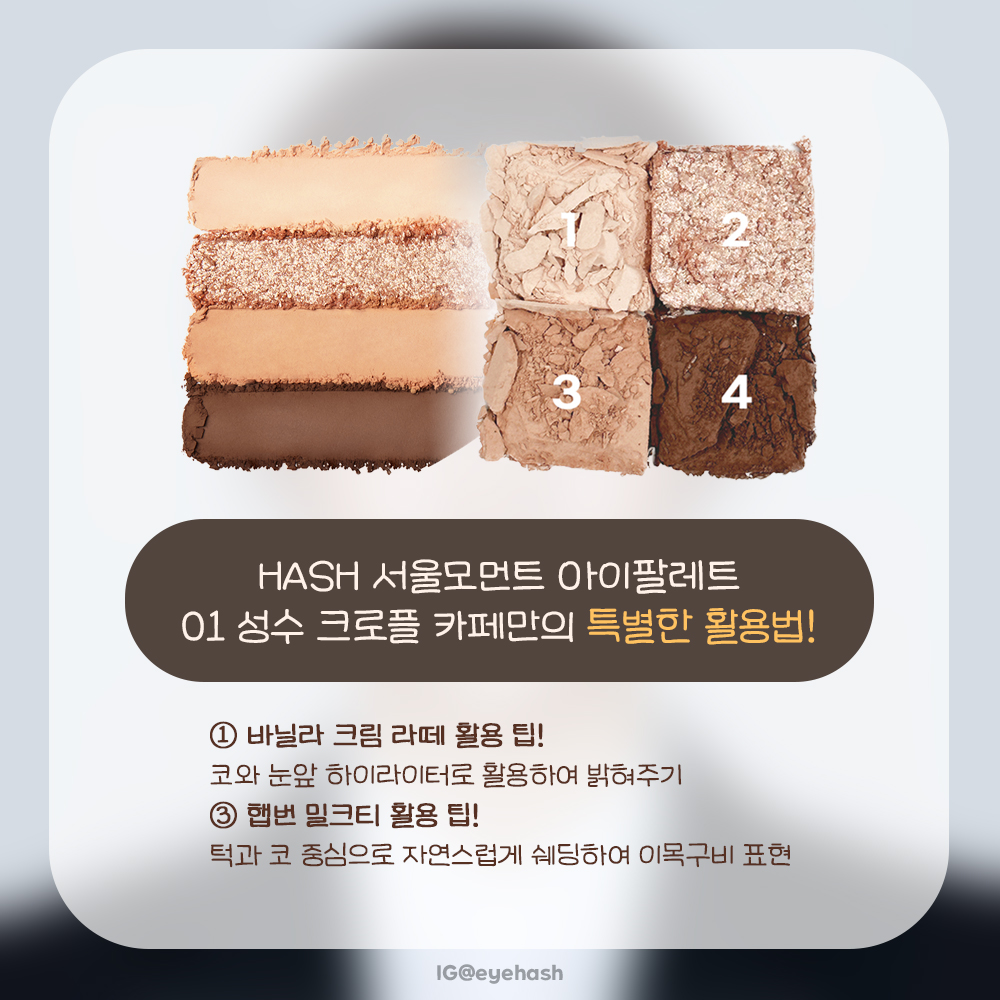 1
2
3
4
HASH 서울모먼트 아이팔레트
01 성수 크로플 카페만의 특별한 활용법!
① 바닐라 크림 라떼 활용 팁!
코와 눈앞 하이라이터로 활용하여 밝혀주기
③ 햅번 밀크티 활용 팁!
턱과 코 중심으로 자연스럽게 쉐딩하여 이목구비 표현
IG@eyehash